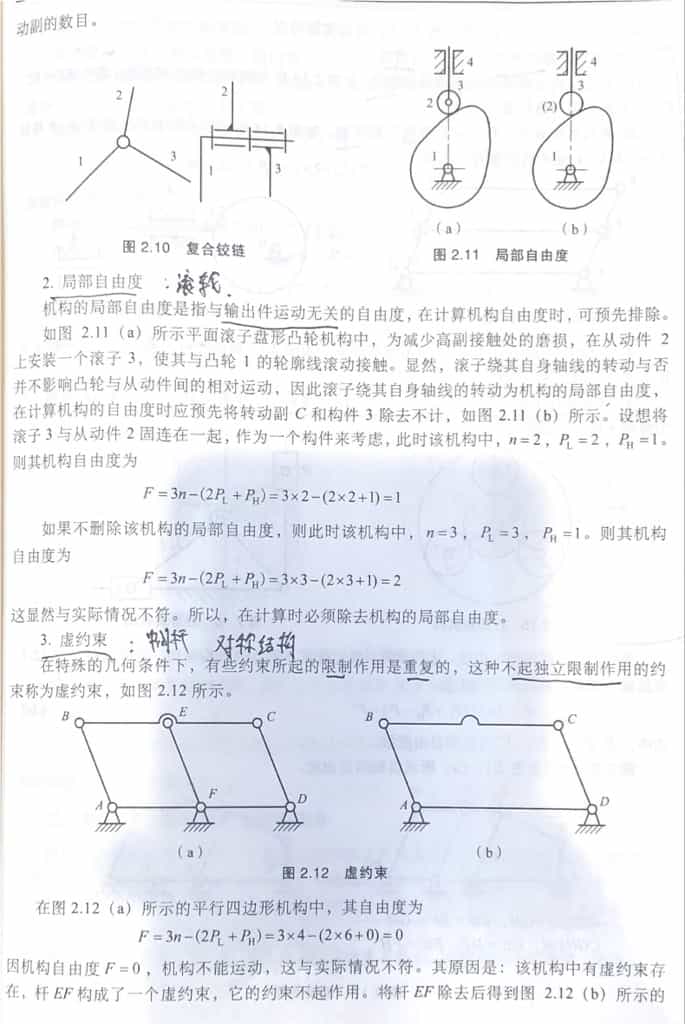 动副的数目。
2
1
3
2
1
3
4
3
2
1
4
3
(2)
1
(a)
(b)
图 2.10 复合铰链
图 2.11 局部自由度
2. 局部自由度 :滚轮.
机构的局部自由度是指与输出件运动无关的自由度,在计算机构自由度时,可预先排除。
如图 2.11(a)所示平面滚子盘形凸轮机构中,为减少高副接触处的磨损,在从动件 2
上安装一个滚子 3,使其与凸轮 1 的轮廓线滚动接触。显然,滚子绕其自身轴线的转动与否
并不影响凸轮与从动件间的相对运动,因此滚子绕其自身轴线的转动为机构的局部自由度,
在计算机构的自由度时应预先将转动副 C 和构件 3 除去不计,如图 2.11(b)所示。设想将
滚子 3 与从动件 2 固连在一起,作为一个构件来考虑,此时该机构中,n=2,P_L=2,P_H=1。
则其机构自由度为
F=3n-(2P_L+P_H)=3×2-(2×2+1)=1
如果不删除该机构的局部自由度,则此时该机构中,n=3,P_L=3,P_H=1。则其机构
自由度为
F=3n-(2P_L+P_H)=3×3-(2×3+1)=2
这显然与实际情况不符。所以,在计算时必须除去机构的局部自由度。
3. 虚约束 : 对称结构
在特殊的几何条件下,有些约束所起的限制作用是重复的,这种不起独立限制作用的约
束称为虚约束,如图 2.12 所示。
B
E
C
A
F
D
B
C
A
D
(a)
(b)
图 2.12 虚约束
在图 2.12(a)所示的平行四边形机构中,其自由度为
F=3n-(2P_L+P_H)=3×4-(2×6+0)=0
因机构自由度 F=0,机构不能运动,这与实际情况不符。其原因是:该机构中有虚约束存
在,杆 EF 构成了一个虚约束,它的约束不起作用。将杆 EF 除去后得到图 2.12(b)所示的